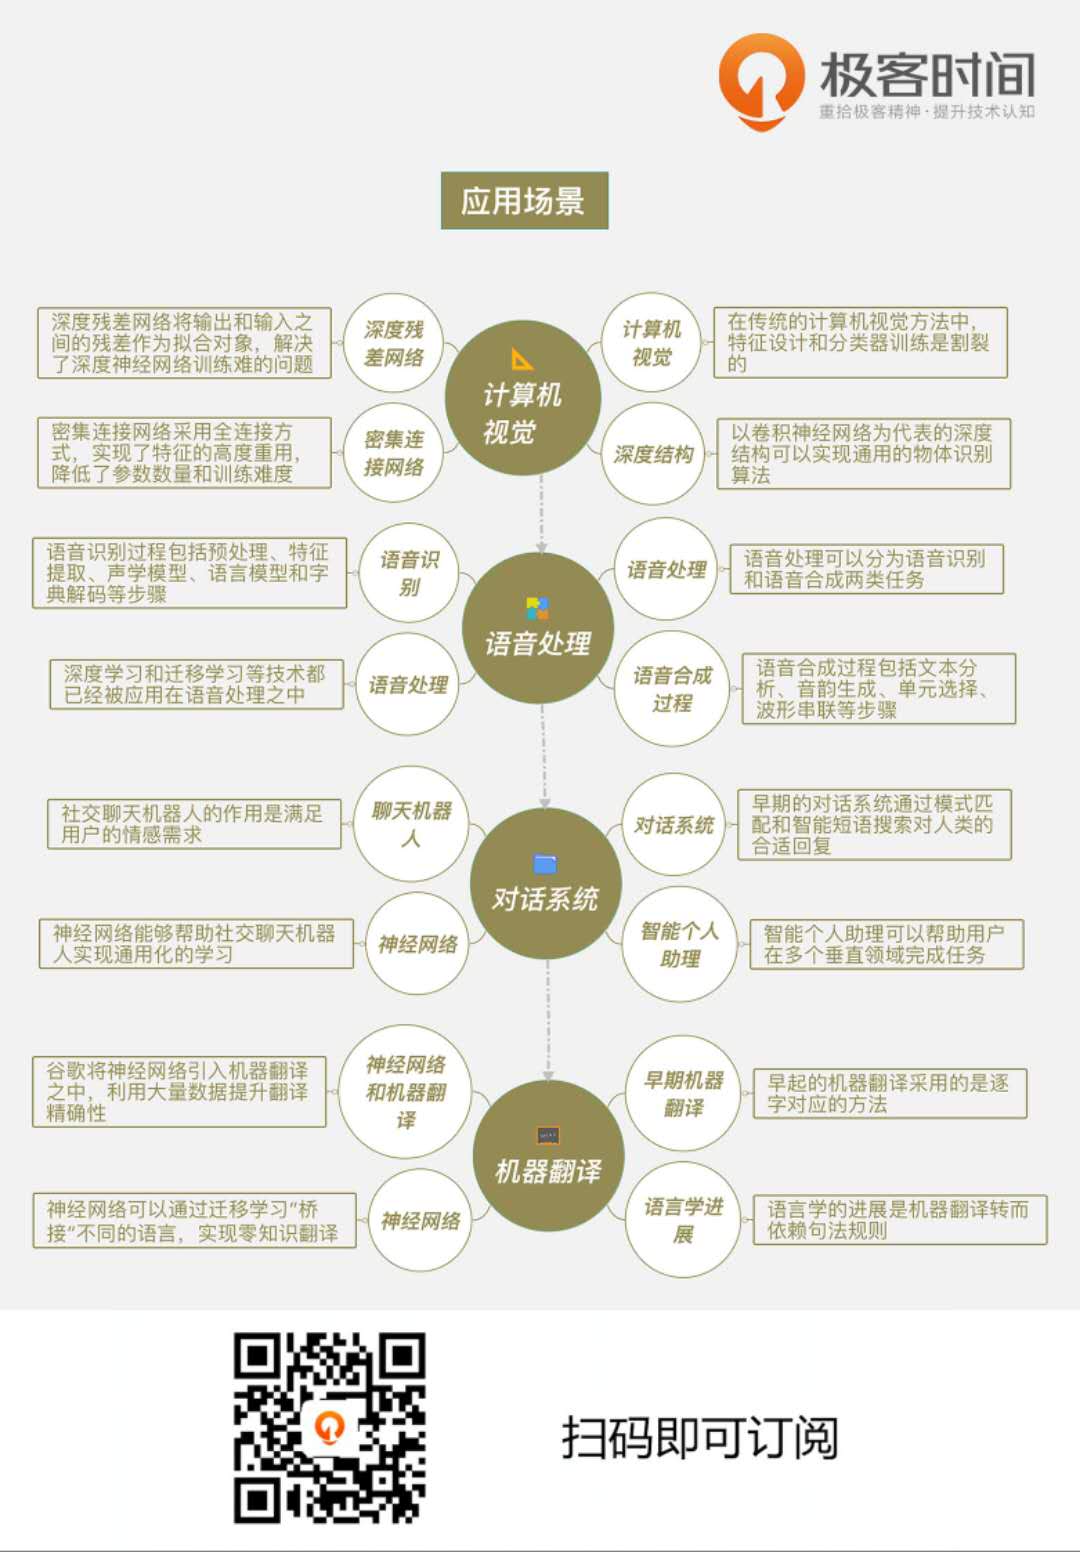 极客时间
重拾极客精神·提升技术认知
应用场景
计算机
视觉
深度残
差网络
深度残差网络将输出和输入之
间的残差作为拟合对象，解决
了深度神经网络训练难的问题
计算机
视觉
在传统的计算机视觉方法中，
特征设计和分类器训练是割裂
的
密集连
接网络
密集连接网络采用全连接方
式，实现了特征的高度重用，
降低了参数数量和训练难度
深度结构
以卷积神经网络为代表的深度
结构可以实现通用的物体识别
算法
语音处理
语音识
别
语音识别过程包括预处理、特征
提取、声学模型、语言模型和字
典解码等步骤
语音处理
语音处理可以分为语音识别
和语音合成两类任务
语音处理
深度学习和迁移学习等技术都
已经被应用在语音处理之中
语音合成
过程
语音合成过程包括文本分
析、音韵生成、单元选择、
波形串联等步骤
对话系统
聊天机器
人
社交聊天机器人的作用是满足
用户的情感需求
对话系统
早期的对话系统通过模式匹
配和智能短语搜索对人类的
合适回复
神经网络
神经网络能够帮助社交聊天机器
人实现通用化的学习
智能个人
助理
智能个人助理可以帮助用户
在多个垂直领域完成任务
机器翻译
神经网络
和机器翻
译
谷歌将神经网络引入机器翻译
之中，利用大量数据提升翻译
精确性
早期机器
翻译
早起的机器翻译采用的是逐
字对应的方法
神经网络
神经网络可以通过迁移学习“桥
接”不同的语言，实现零知识翻译
语言学进
展
语言学的进展是机器翻译转而
依赖句法规则
扫码即可订阅